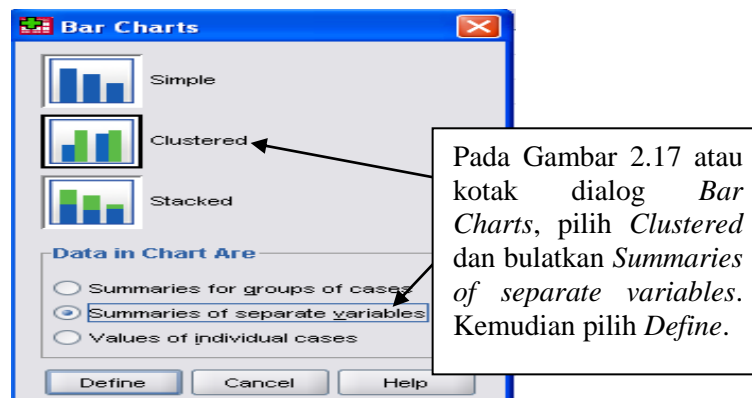 Bar Charts
Simple
Clustered
Stacked
Data in Chart Are
Summaries for groups of cases
Summaries of separate variables
Values of individual cases
Define Cancel Help
Pada Gambar 2.17 atau
kotak dialog Bar
Charts, pilih Clustered
dan bulatkan Summaries
of separate variables.
Kemudian pilih Define.